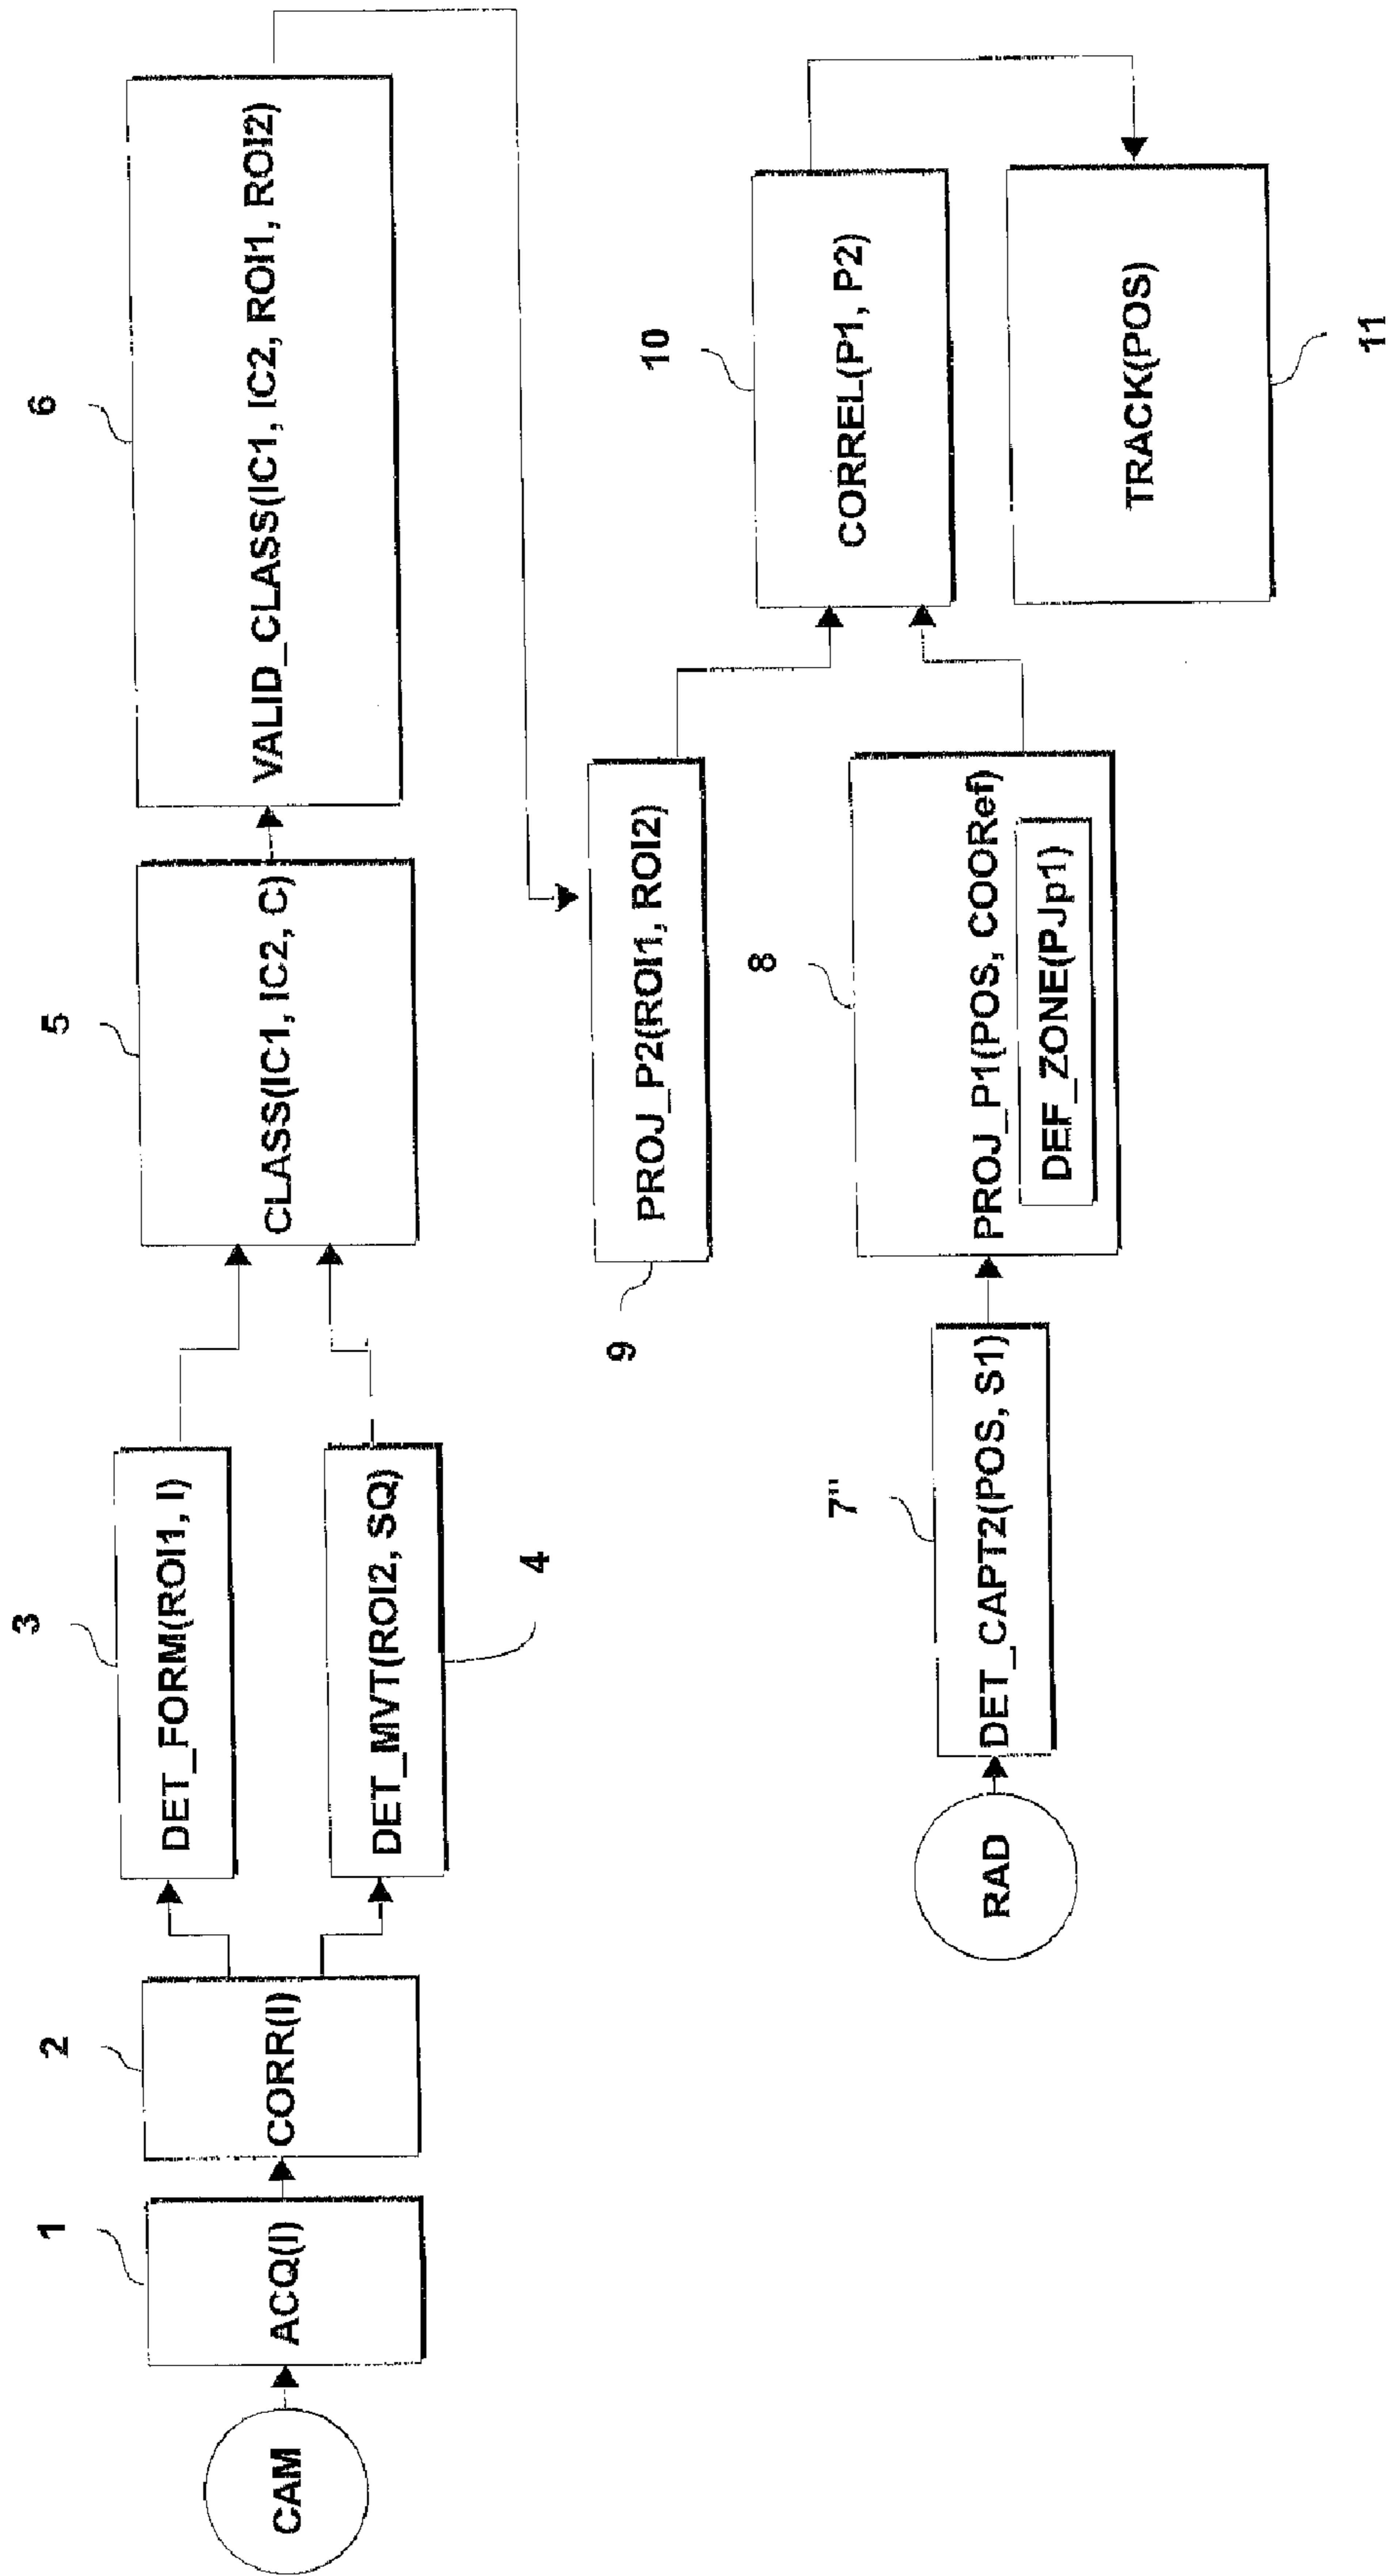 1
2
3
4
5
6
CAM
ACQ(I)
CORR(I)
DET_FORM(ROI1, I)
DET_MVT(ROI2, SQ)
CLASS(IC1, IC2, C)
VALID_CLASS(IC1, IC2, ROI1, ROI2)
9
PROJ_P2(ROI1, ROI2)
10
CORREL(P1, P2)
7"
8
RAD
DET_CAPT2(POS, S1)
PROJ_P1(POS, COORef)
DEF_ZONE(PJp1)
TRACK(POS)
11